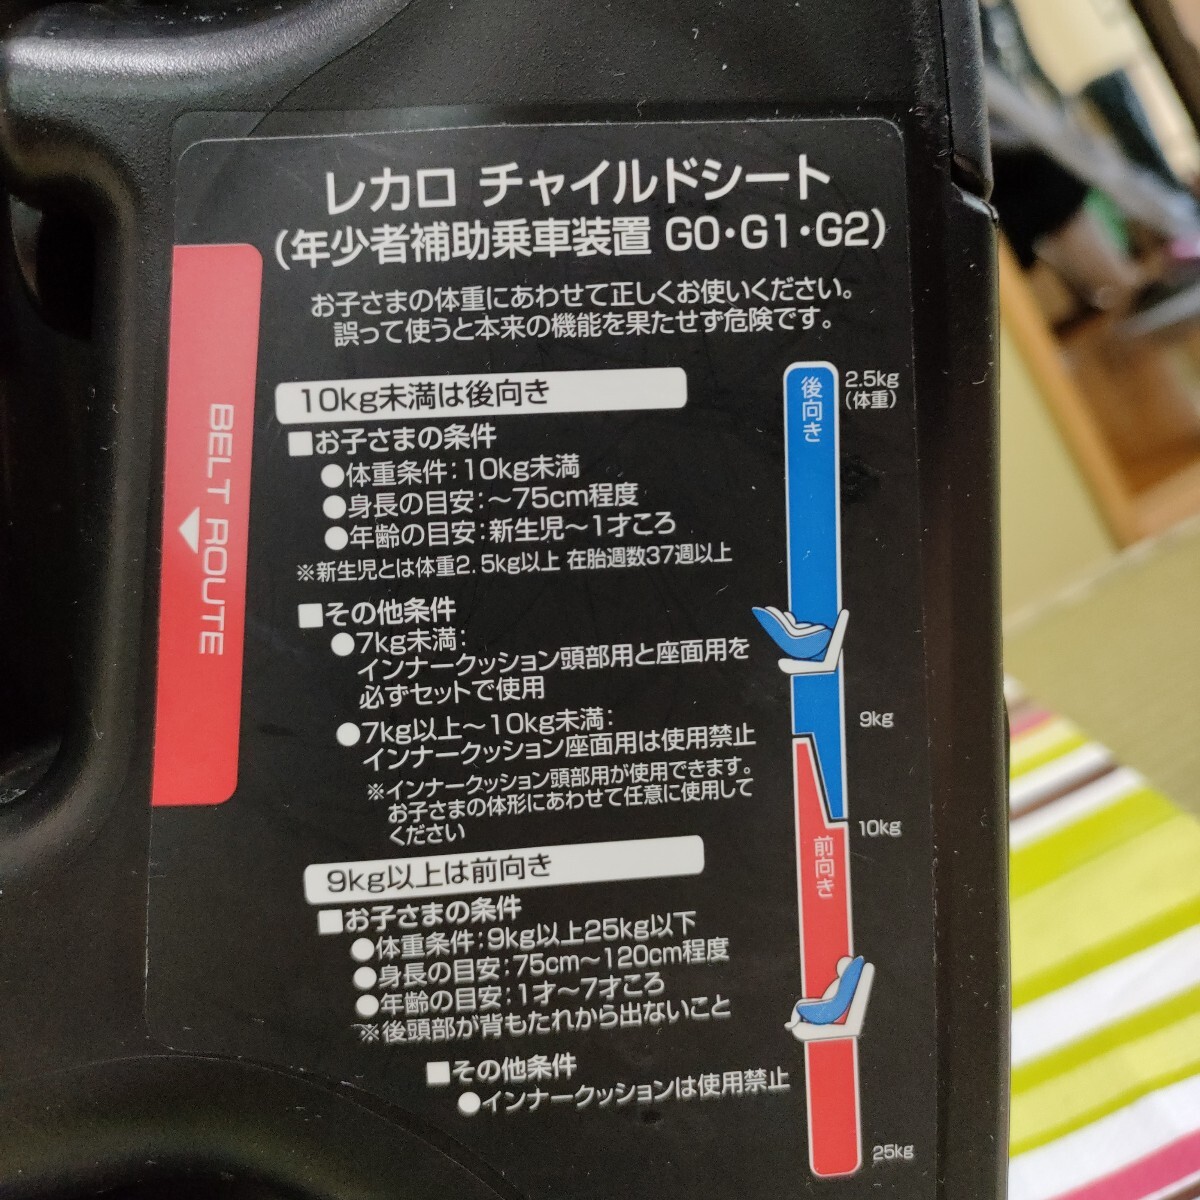 レカロ チャイルドシート
(年少者補助乗車装置 G0・G1・G2)
お子さまの体重にあわせて正しくお使いください。
誤って使うと本来の機能を果たせず危険です。
BELT ROUTE
10kg未満は後向き
■お子さまの条件
●体重条件:10kg未満
●身長の目安:～75cm程度
●年齢の目安:新生児～1才ころ
※新生児とは体重2.5kg以上 在胎週数37週以上
■その他条件
●7kg未満:
インナークッション頭部用と座面用を
必ずセットで使用
●7kg以上～10kg未満:
インナークッション座面用は使用禁止
※インナークッション頭部用が使用できます。
お子さまの体形にあわせて任意に使用して
ください
9kg以上は前向き
■お子さまの条件
●体重条件:9kg以上25kg以下
●身長の目安:75cm～120cm程度
●年齢の目安:1才～7才ころ
※後頭部が背もたれから出ないこと
■その他条件
●インナークッションは使用禁止
後向き
2.5kg
(体重)
9kg
10kg
前向き
25kg